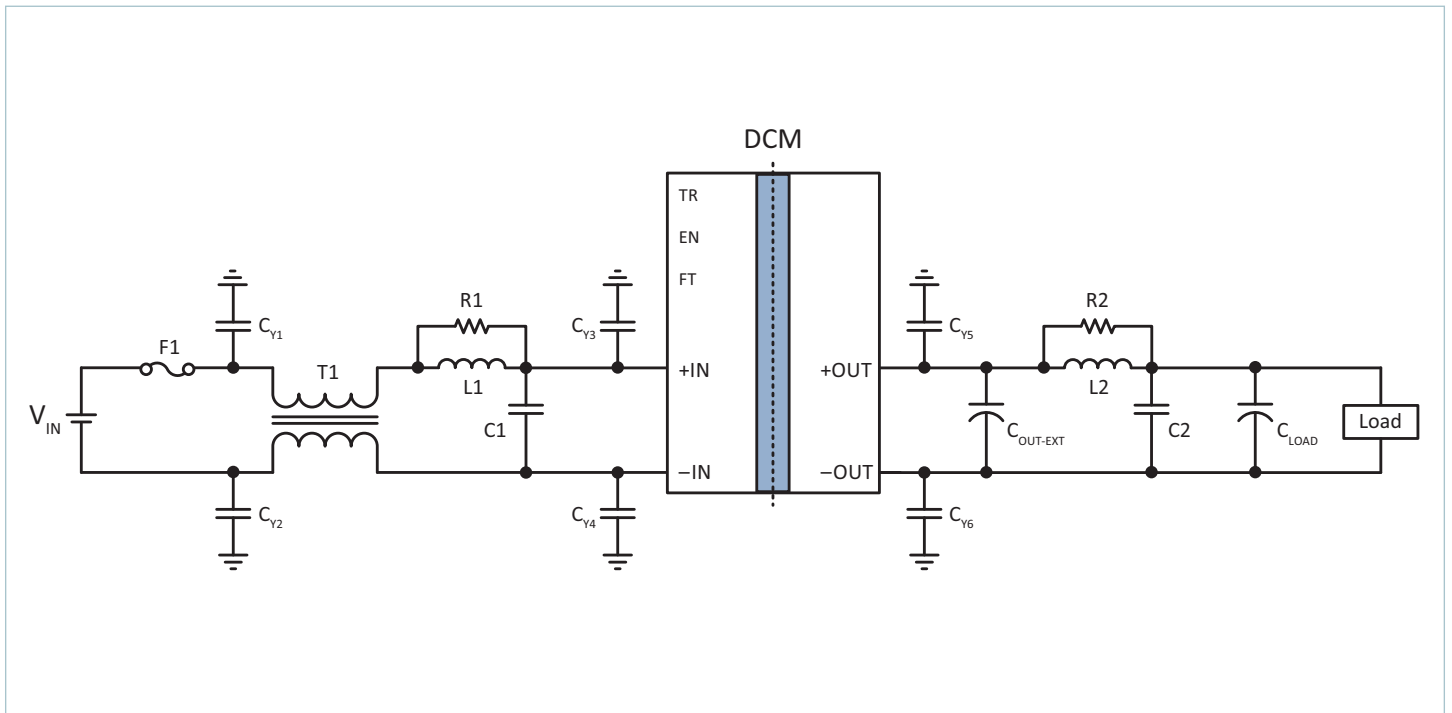 DCM
TR
EN
FT
+IN
−IN
+OUT
−OUT
V_IN
F1
C_Y1
C_Y2
T1
R1
L1
C1
C_Y3
C_Y4
C_Y5
C_Y6
C_OUT-EXT
R2
L2
C2
C_LOAD
Load